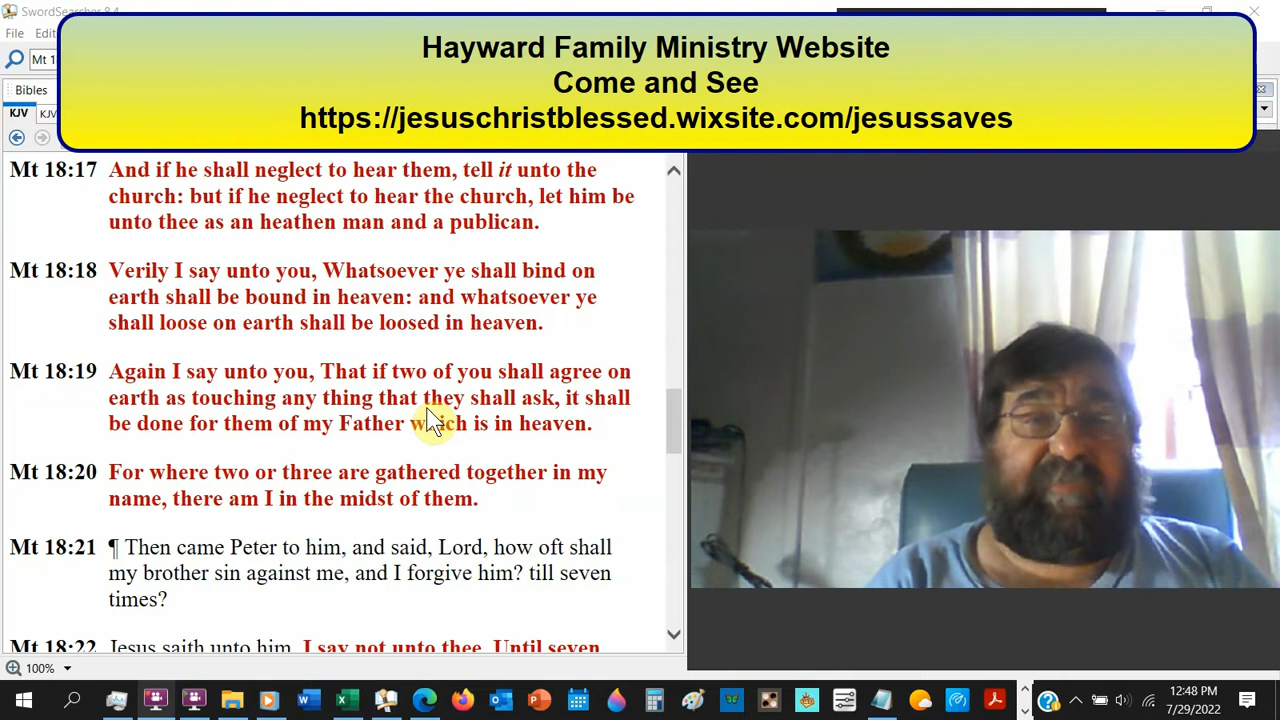 SwordSearcher 8.4
File Edi
Hayward Family Ministry Website
Come and See
https://jesuschristblessed.wixsite.com/jesussaves
Mt 1
Bibles
KJV KJV
Mt 18:17 And if he shall neglect to hear them, tell it unto the
church: but if he neglect to hear the church, let him be
unto thee as an heathen man and a publican.
Mt 18:18 Verily I say unto you, Whatsoever ye shall bind on
earth shall be bound in heaven: and whatsoever ye
shall loose on earth shall be loosed in heaven.
Mt 18:19 Again I say unto you, That if two of you shall agree on
earth as touching any thing that they shall ask, it shall
be done for them of my Father which is in heaven.
Mt 18:20 For where two or three are gathered together in my
name, there am I in the midst of them.
Mt 18:21 ¶ Then came Peter to him, and said, Lord, how oft shall
my brother sin against me, and I forgive him? till seven
times?
Mt 18:22 Jesus saith unto him, I say not unto thee, Until seven
100%
12:48 PM
7/29/2022